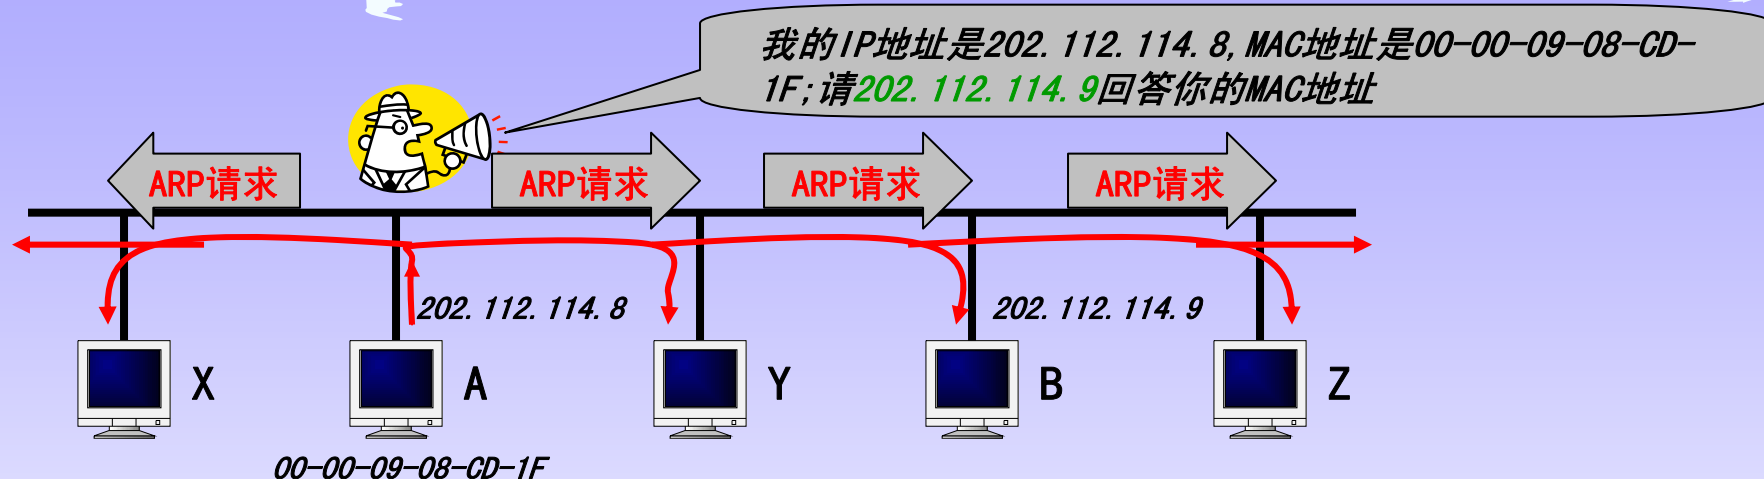 我的IP地址是202.112.114.8,MAC地址是00-00-09-08-CD-
1F;请202.112.114.9回答你的MAC地址
ARP请求 ARP请求 ARP请求 ARP请求
202.112.114.8 202.112.114.9
X A Y B Z
00-00-09-08-CD-1F